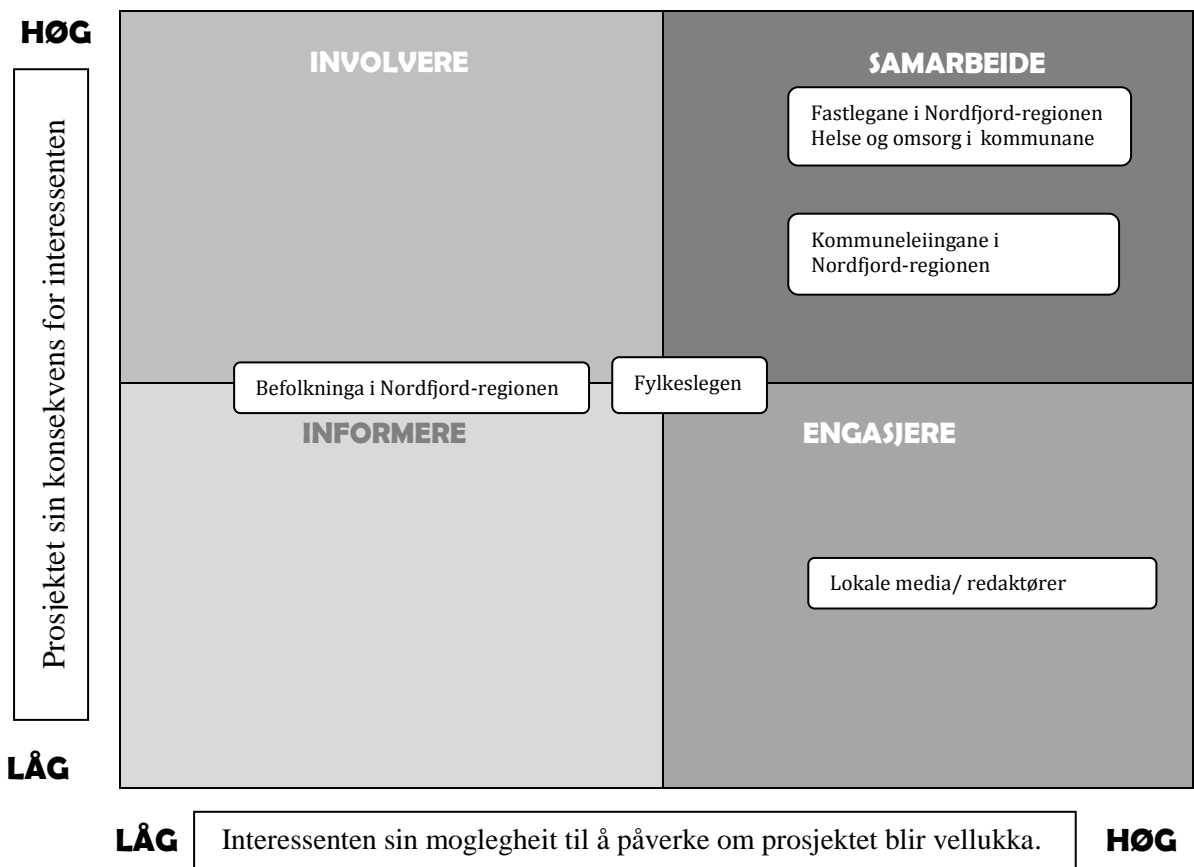 HØG
INVOLVERE
SAMARBEIDE
Fastlegane i Nordfjord-regionen
Helse og omsorg i kommunane
Kommuneleiingane i
Nordfjord-regionen
Prosjektet sin konsekvens for interessenten
Befolkninga i Nordfjord-regionen
Fylkeslegen
INFORMERE
ENGASJERE
Lokale media/ redaktører
LÅG
LÅG
Interessenten sin moglegheit til å påverke om prosjektet blir vellukka.
HØG